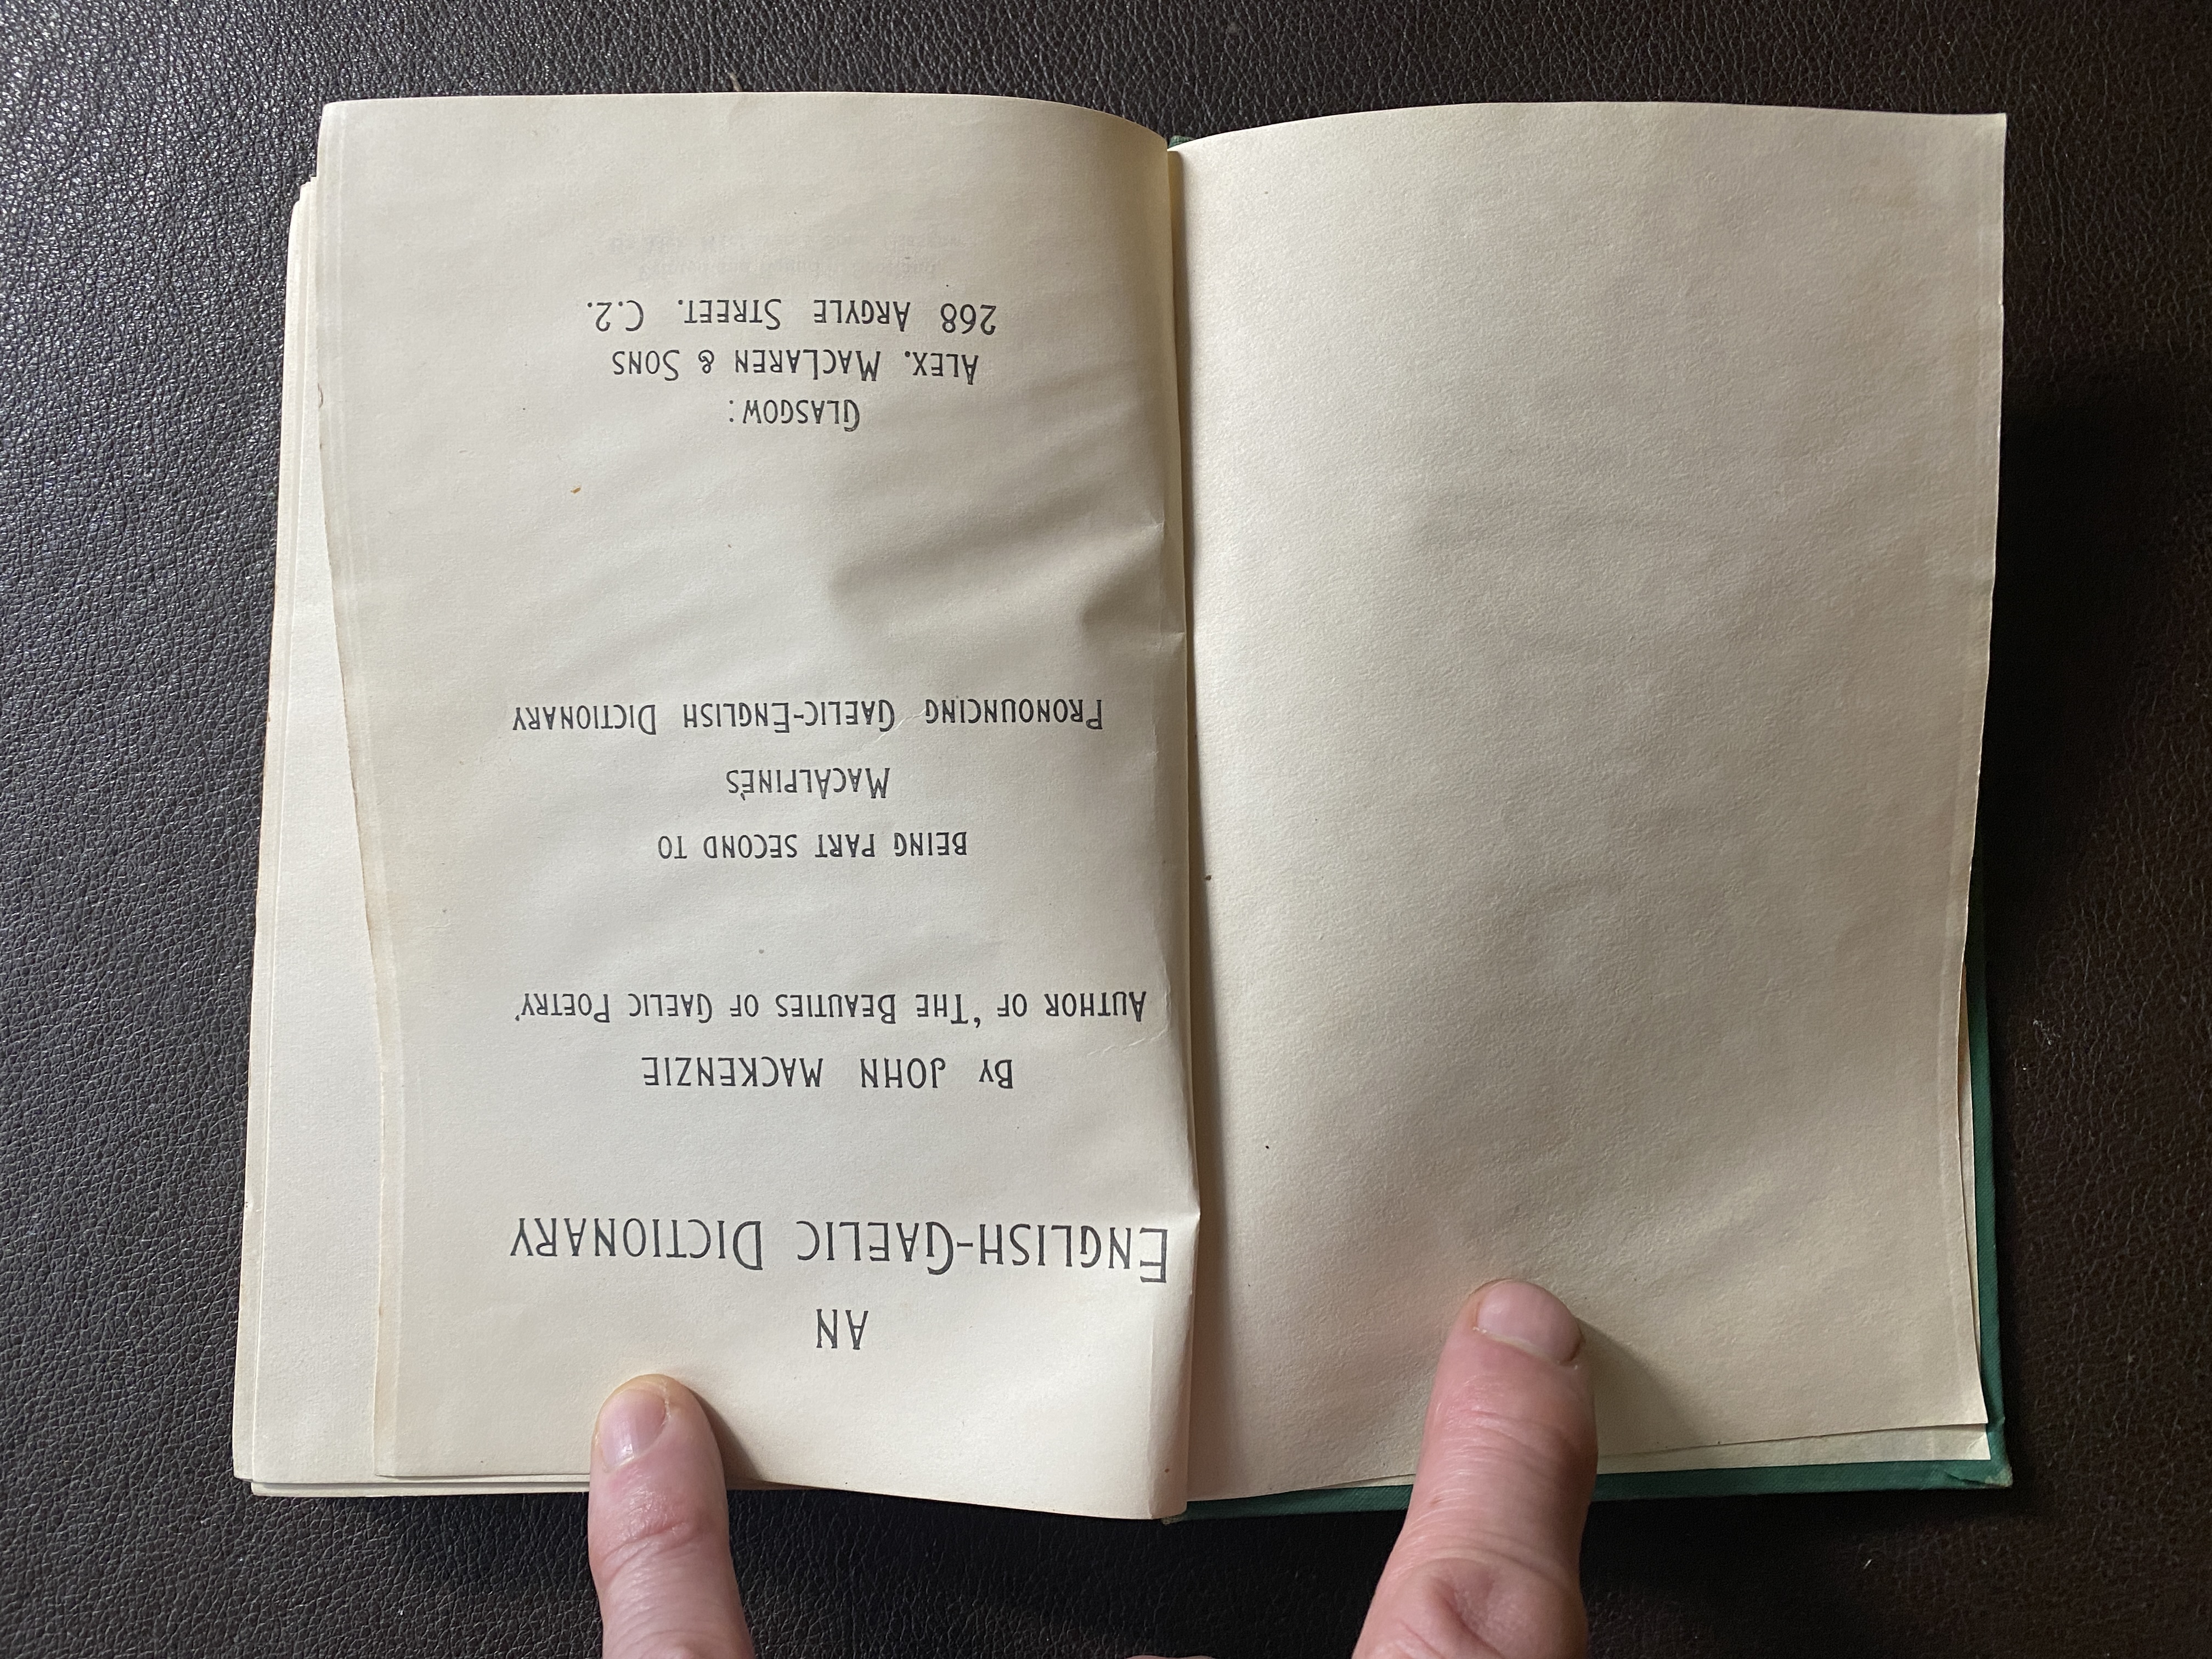 AN
ENGLISH-GAELIC DICTIONARY
BY JOHN MACKENZIE
AUTHOR OF 'THE BEAUTIES OF GAELIC POETRY'
BEING PART SECOND TO
MACALPINE'S
PRONOUNCING GAELIC-ENGLISH DICTIONARY
GLASGOW:
ALEX. MACLAREN & SONS
268 ARGYLE STREET. C.2.